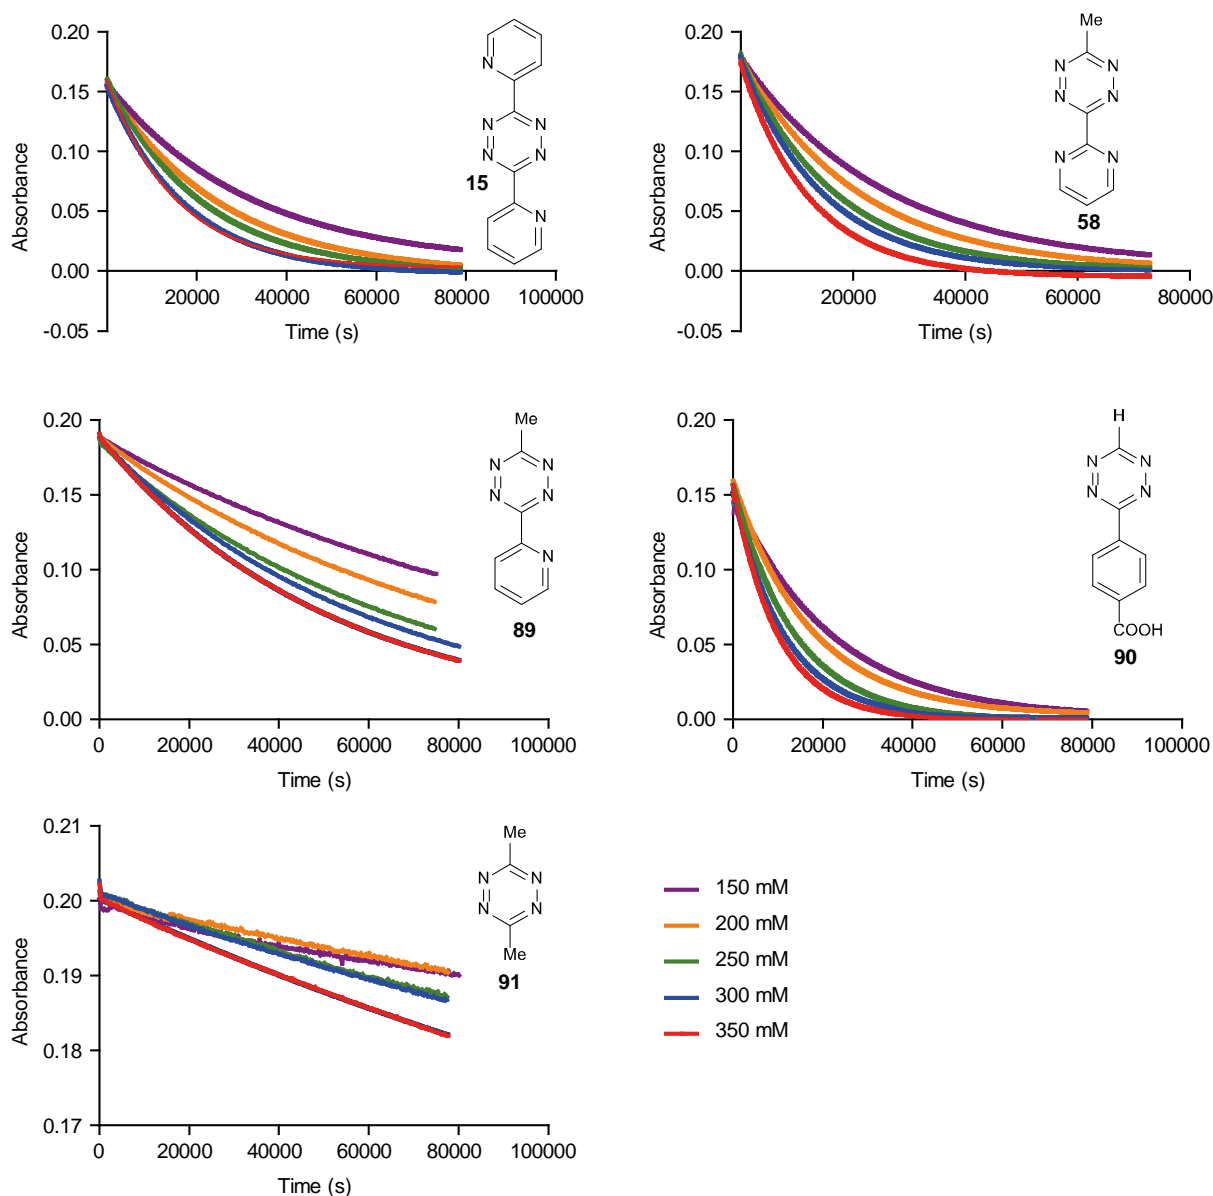 0.20
0.15
0.10
0.05
0.00
-0.05
Absorbance
20000 40000 60000 80000 100000
Time (s)
N
N N
N N
N
15
0.20
0.15
0.10
0.05
0.00
-0.05
Absorbance
20000 40000 60000 80000
Time (s)
Me
N N
N N
N N
58
0.20
0.15
0.10
0.05
0.00
Absorbance
0 20000 40000 60000 80000 100000
Time (s)
Me
N N
N N
N
89
0.20
0.15
0.10
0.05
0.00
Absorbance
0 20000 40000 60000 80000 100000
Time (s)
H
N N
N N
COOH
90
0.21
0.20
0.19
0.18
0.17
Absorbance
0 20000 40000 60000 80000 100000
Time (s)
Me
N N
N N
Me
91
150 mM
200 mM
250 mM
300 mM
350 mM